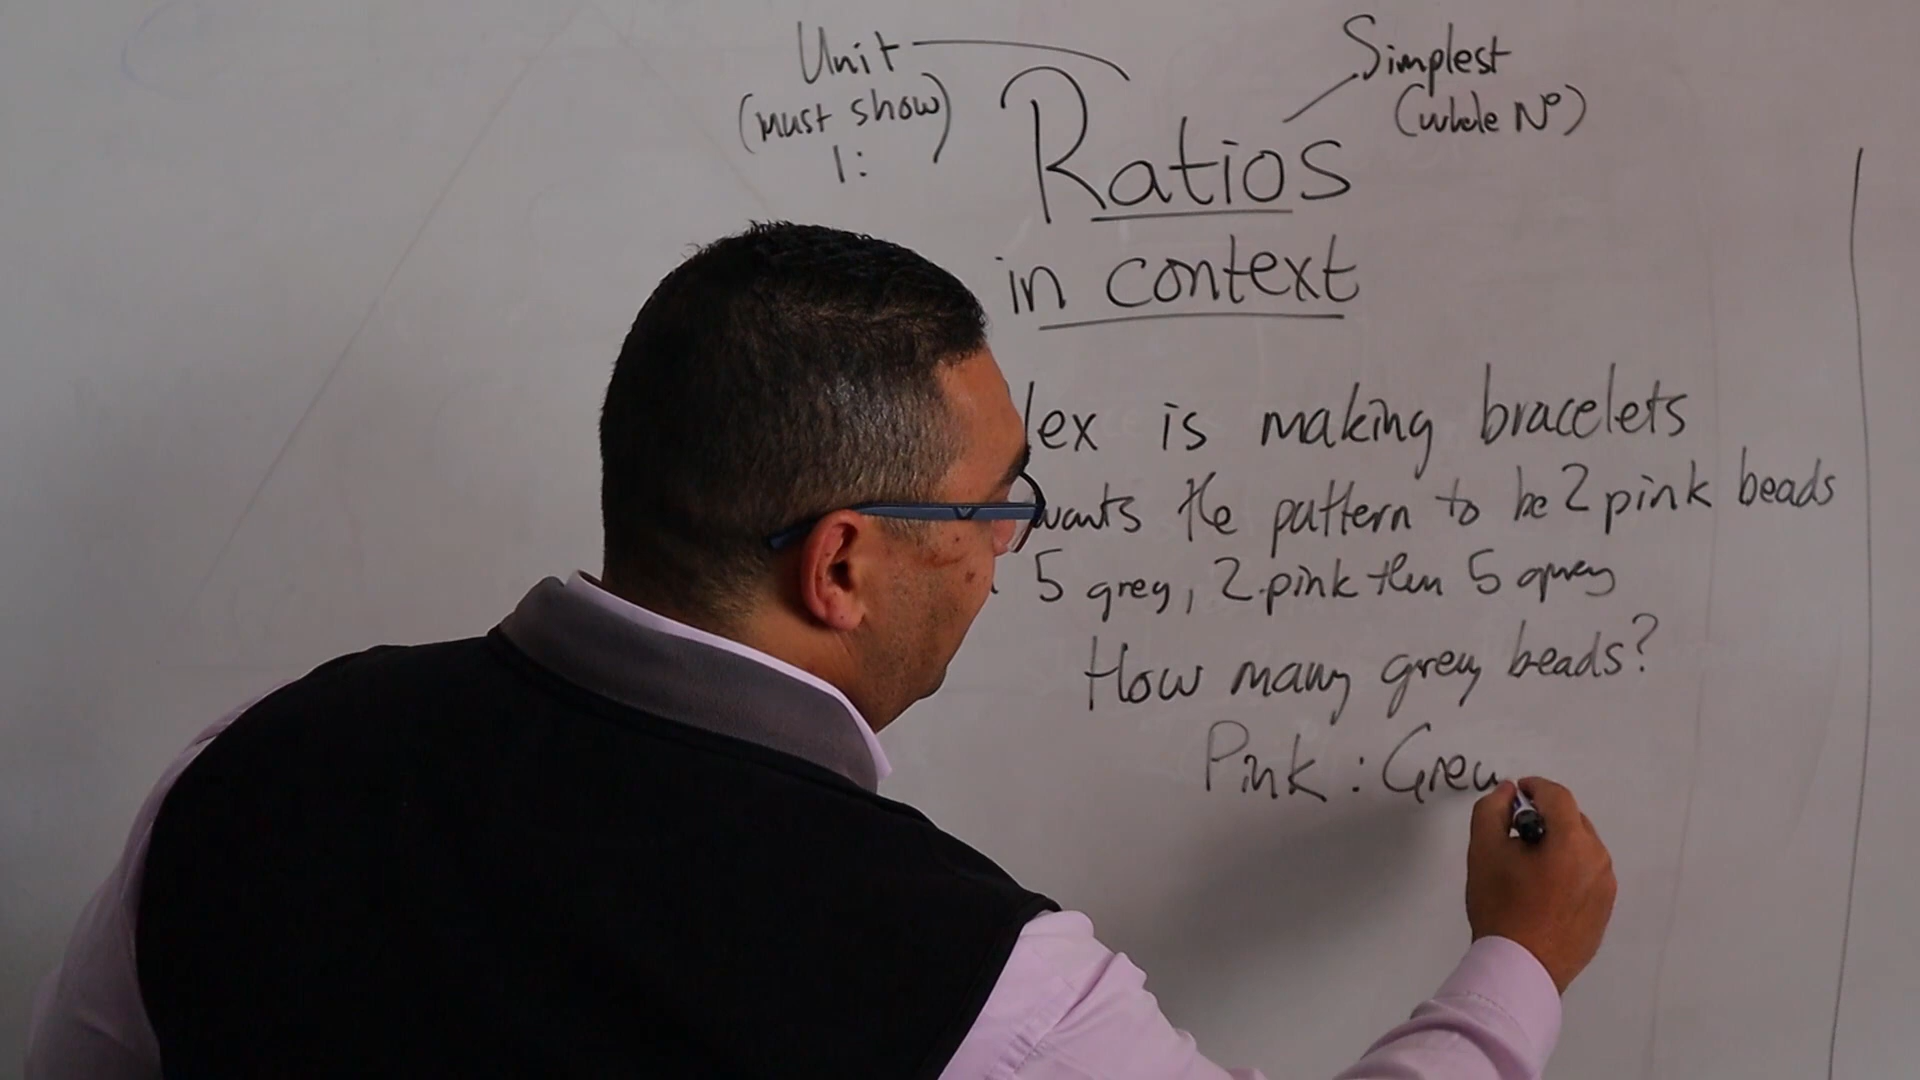 Unit
(must show)
1:
Simplest
(whole Nº)
Ratios
in context
lex is making bracelets
wants the pattern to be 2 pink beads
5 grey, 2 pink then 5 grey
How many grey beads?
Pink : Grey